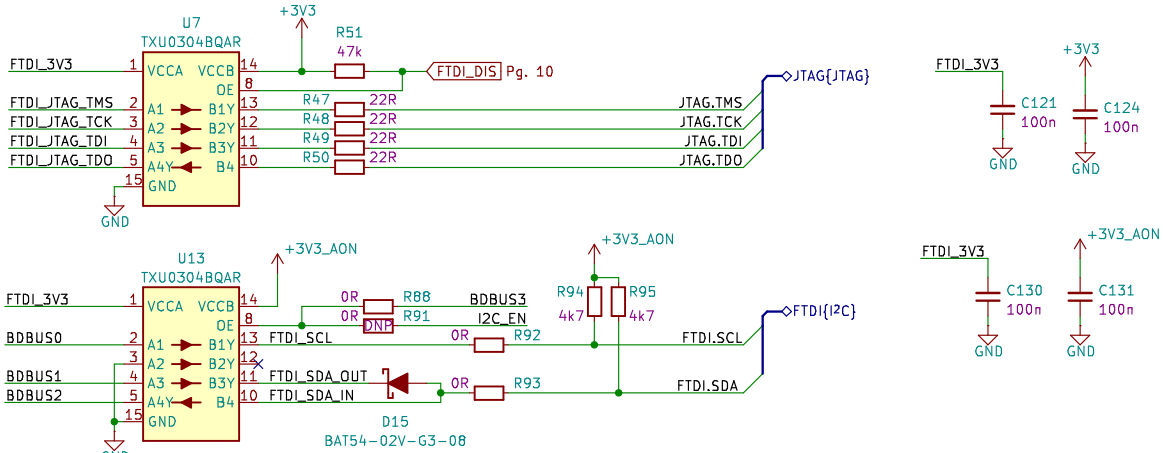 +3V3
U7
R51
TXU0304BQAR
47k
+3V3
FTDI_3V3 1 VCCA VCCB 14 FTDI_DIS Pg. 10
FTDI_3V3
OE 8
JTAG{JTAG}
FTDI_JTAG_TMS 2 A1 B1Y 13 R47 22R JTAG.TMS
FTDI_JTAG_TCK 3 A2 B2Y 12 R48 22R JTAG.TCK
FTDI_JTAG_TDI 4 A3 B3Y 11 R49 22R JTAG.TDI
FTDI_JTAG_TDO 5 A4Y B4 10 R50 22R JTAG.TDO
C121
100n
C124
100n
15 GND
GND
GND
GND
+3V3_AON
+3V3_AON
+3V3_AON
U13
TXU0304BQAR
FTDI_3V3
FTDI_3V3 1 VCCA VCCB 14 0R R88 BDBUS3
OE 8 0R DNP R91 I2C_EN
R94
4k7
R95
4k7
FTDI{I²C}
BDBUS0 2 A1 B1Y 13 FTDI_SCL 0R R92 FTDI.SCL
3 A2 B2Y 12
BDBUS1 4 A3 B3Y 11 FTDI_SDA_OUT
0R R93 FTDI.SDA
BDBUS2 5 A4Y B4 10 FTDI_SDA_IN
15 GND
D15
BAT54-02V-G3-08
C130
100n
C131
100n
GND
GND
GND